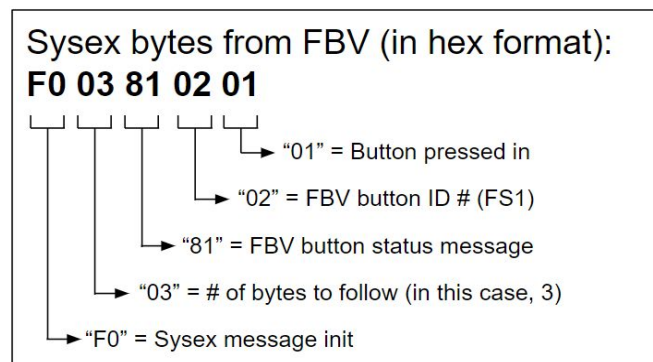 Sysex bytes from FBV (in hex format):
F0 03 81 02 01
“01” = Button pressed in
“02” = FBV button ID # (FS1)
“81” = FBV button status message
“03” = # of bytes to follow (in this case, 3)
“F0” = Sysex message init